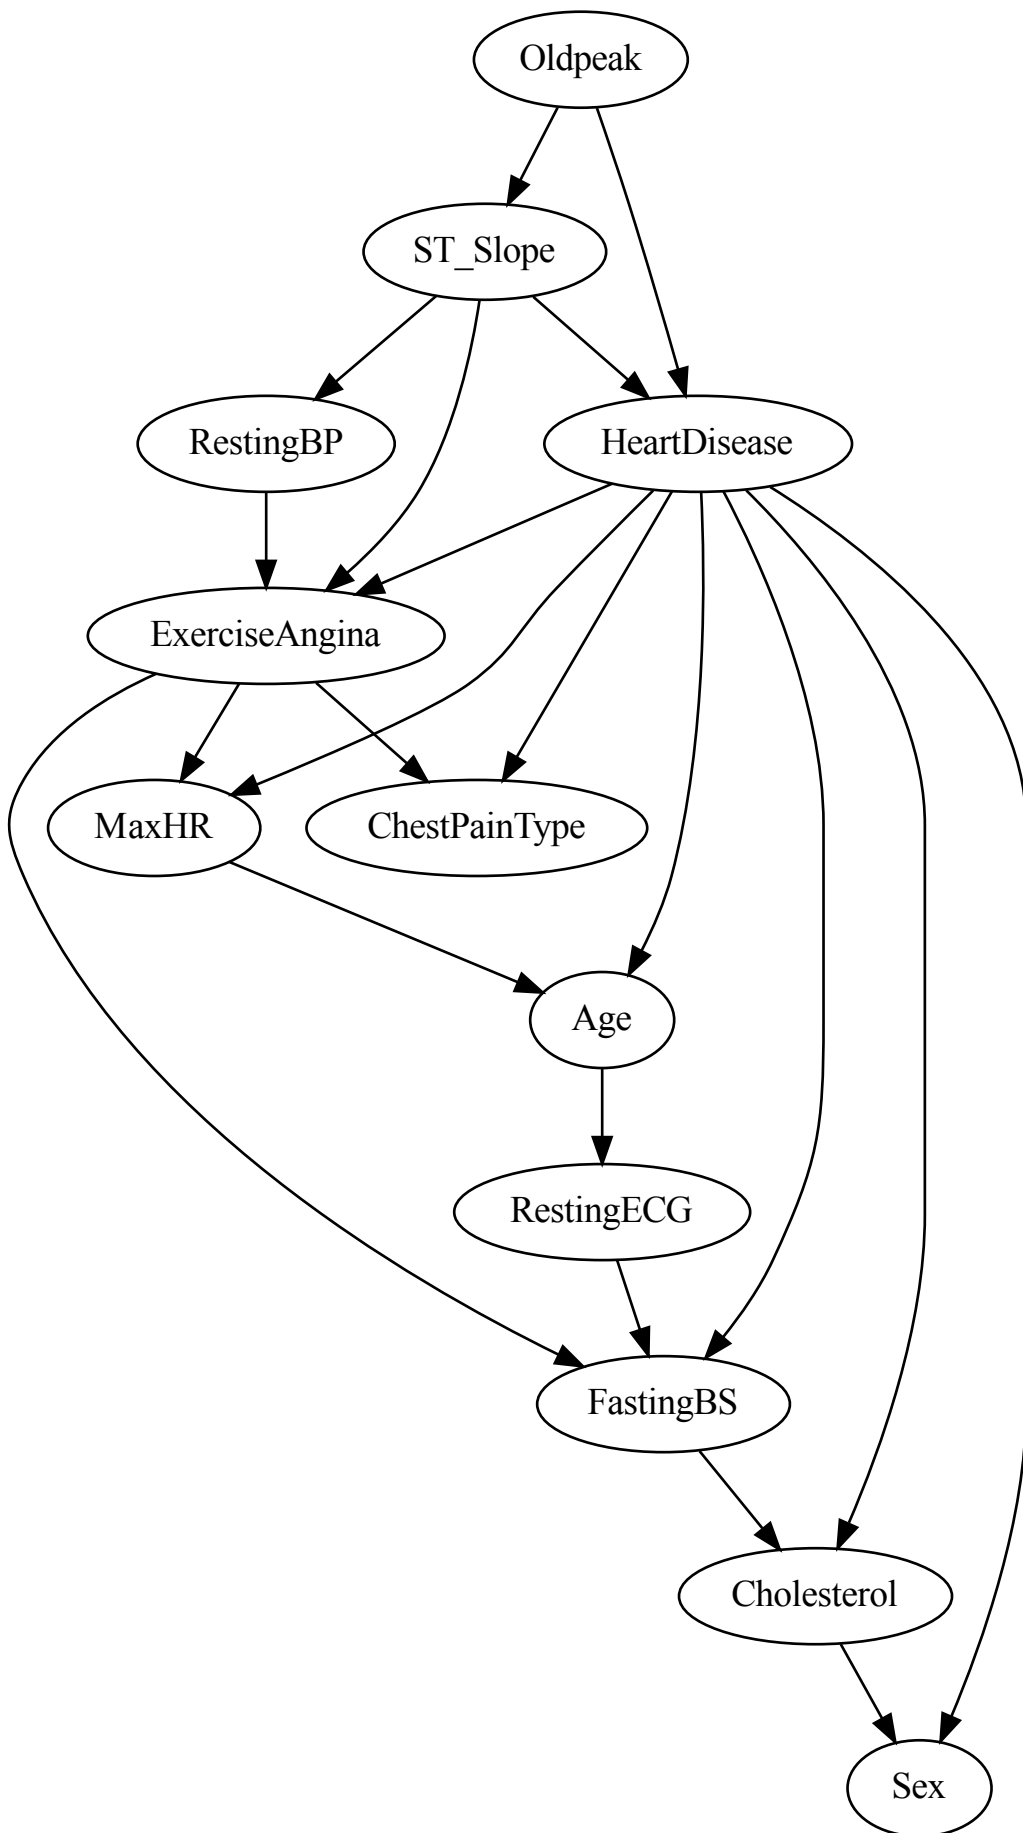 Oldpeak
ST_Slope
RestingBP
HeartDisease
ExerciseAngina
MaxHR
ChestPainType
Age
RestingECG
FastingBS
Cholesterol
Sex